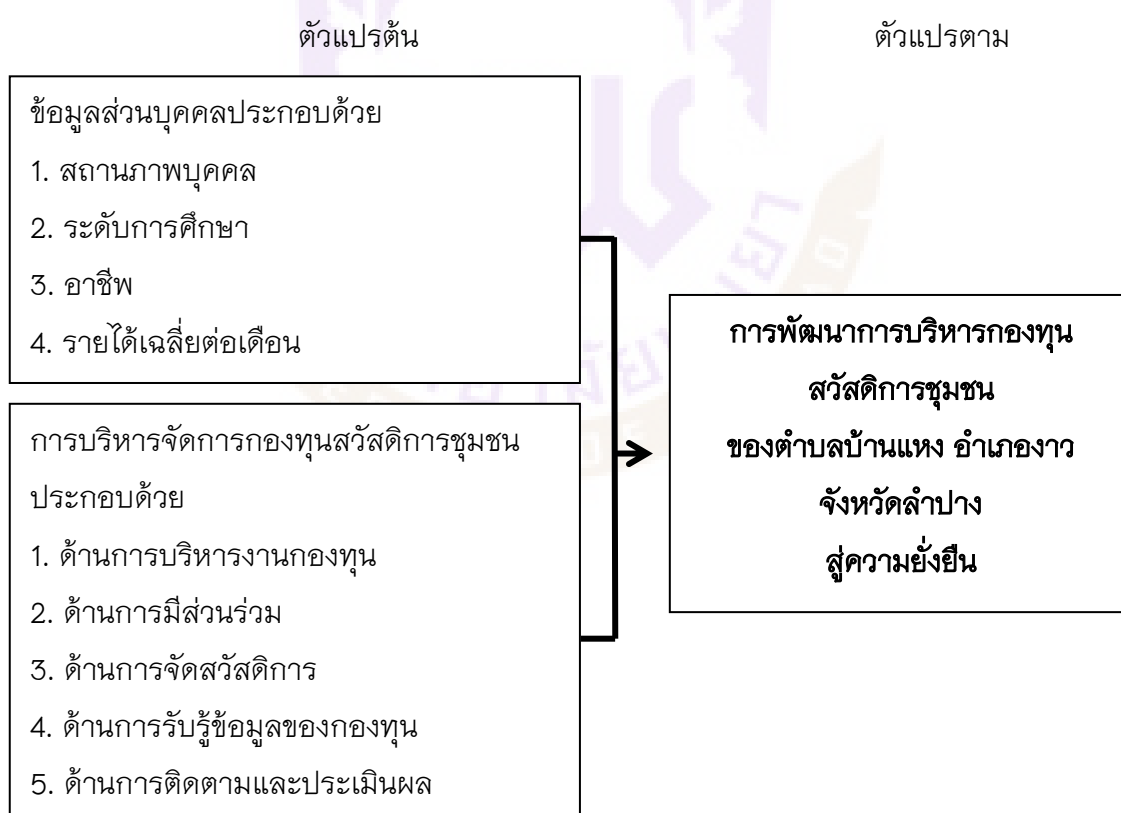 ตัวแปรต้น
ตัวแปรตาม
ข้อมูลส่วนบุคคลประกอบด้วย
1. สถานภาพบุคคล
2. ระดับการศึกษา
3. อาชีพ
4. รายได้เฉลี่ยต่อเดือน
การบริหารจัดการกองทุนสวัสดิการชุมชน
ประกอบด้วย
1. ด้านการบริหารงานกองทุน
2. ด้านการมีส่วนร่วม
3. ด้านการจัดสวัสดิการ
4. ด้านการรับรู้ข้อมูลของกองทุน
5. ด้านการติดตามและประเมินผล
การพัฒนาการบริหารกองทุน
สวัสดิการชุมชน
ของตำบลบ้านแหง อำเภองาว
จังหวัดลำปาง
สู่ความยั่งยืน